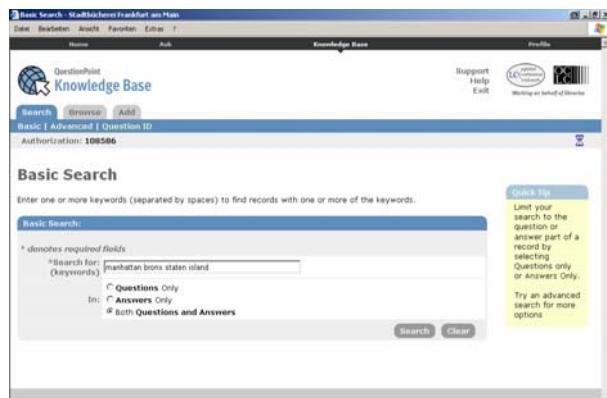 Basic Search - Stadtbücherei Frankfurt am Main
Datei Bearbeiten Ansicht Favoriten Extras ?
Home Ask Knowledge Base Profile
QuestionPoint
Knowledge Base
Support
Help
Exit
Working on behalf of libraries
Search Browse Add
Basic | Advanced | Question ID
Authorization: 108586
Basic Search
Enter one or more keywords (separated by spaces) to find records with one or more of the keywords.
Basic Search:
* denotes required fields
*Search for:
(keywords)
manhattan bronx staten island
In:
Questions Only
Answers Only
Both Questions and Answers
Search Clear
Quick Tip
Limit your
search to the
question or
answer part of a
record by
selecting
Questions only
or Answers Only.
Try an advanced
search for more
options